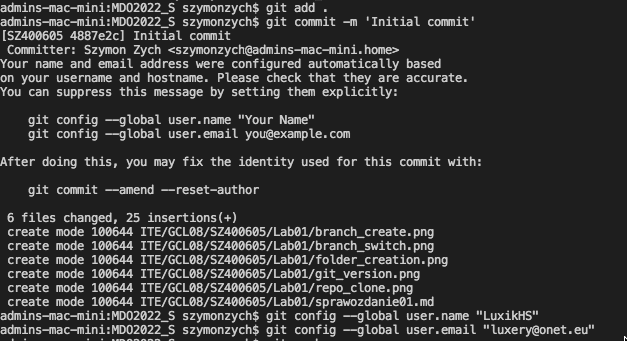 admins-mac-mini:MDO2022_S szymonzych$ git add .
admins-mac-mini:MDO2022_S szymonzych$ git commit -m 'Initial commit'
[SZ400605 4887e2c] Initial commit
 Committer: Szymon Zych <szymonzych@admins-mac-mini.home>
Your name and email address were configured automatically based
on your username and hostname. Please check that they are accurate.
You can suppress this message by setting them explicitly:

    git config --global user.name "Your Name"
    git config --global user.email you@example.com

After doing this, you may fix the identity used for this commit with:

    git commit --amend --reset-author

 6 files changed, 25 insertions(+)
 create mode 100644 ITE/GCL08/SZ400605/Lab01/branch_create.png
 create mode 100644 ITE/GCL08/SZ400605/Lab01/branch_switch.png
 create mode 100644 ITE/GCL08/SZ400605/Lab01/folder_creation.png
 create mode 100644 ITE/GCL08/SZ400605/Lab01/git_version.png
 create mode 100644 ITE/GCL08/SZ400605/Lab01/repo_clone.png
 create mode 100644 ITE/GCL08/SZ400605/Lab01/sprawozdanie01.md
admins-mac-mini:MDO2022_S szymonzych$ git config --global user.name "LuxikHS"
admins-mac-mini:MDO2022_S szymonzych$ git config --global user.email "luxery@onet.eu"